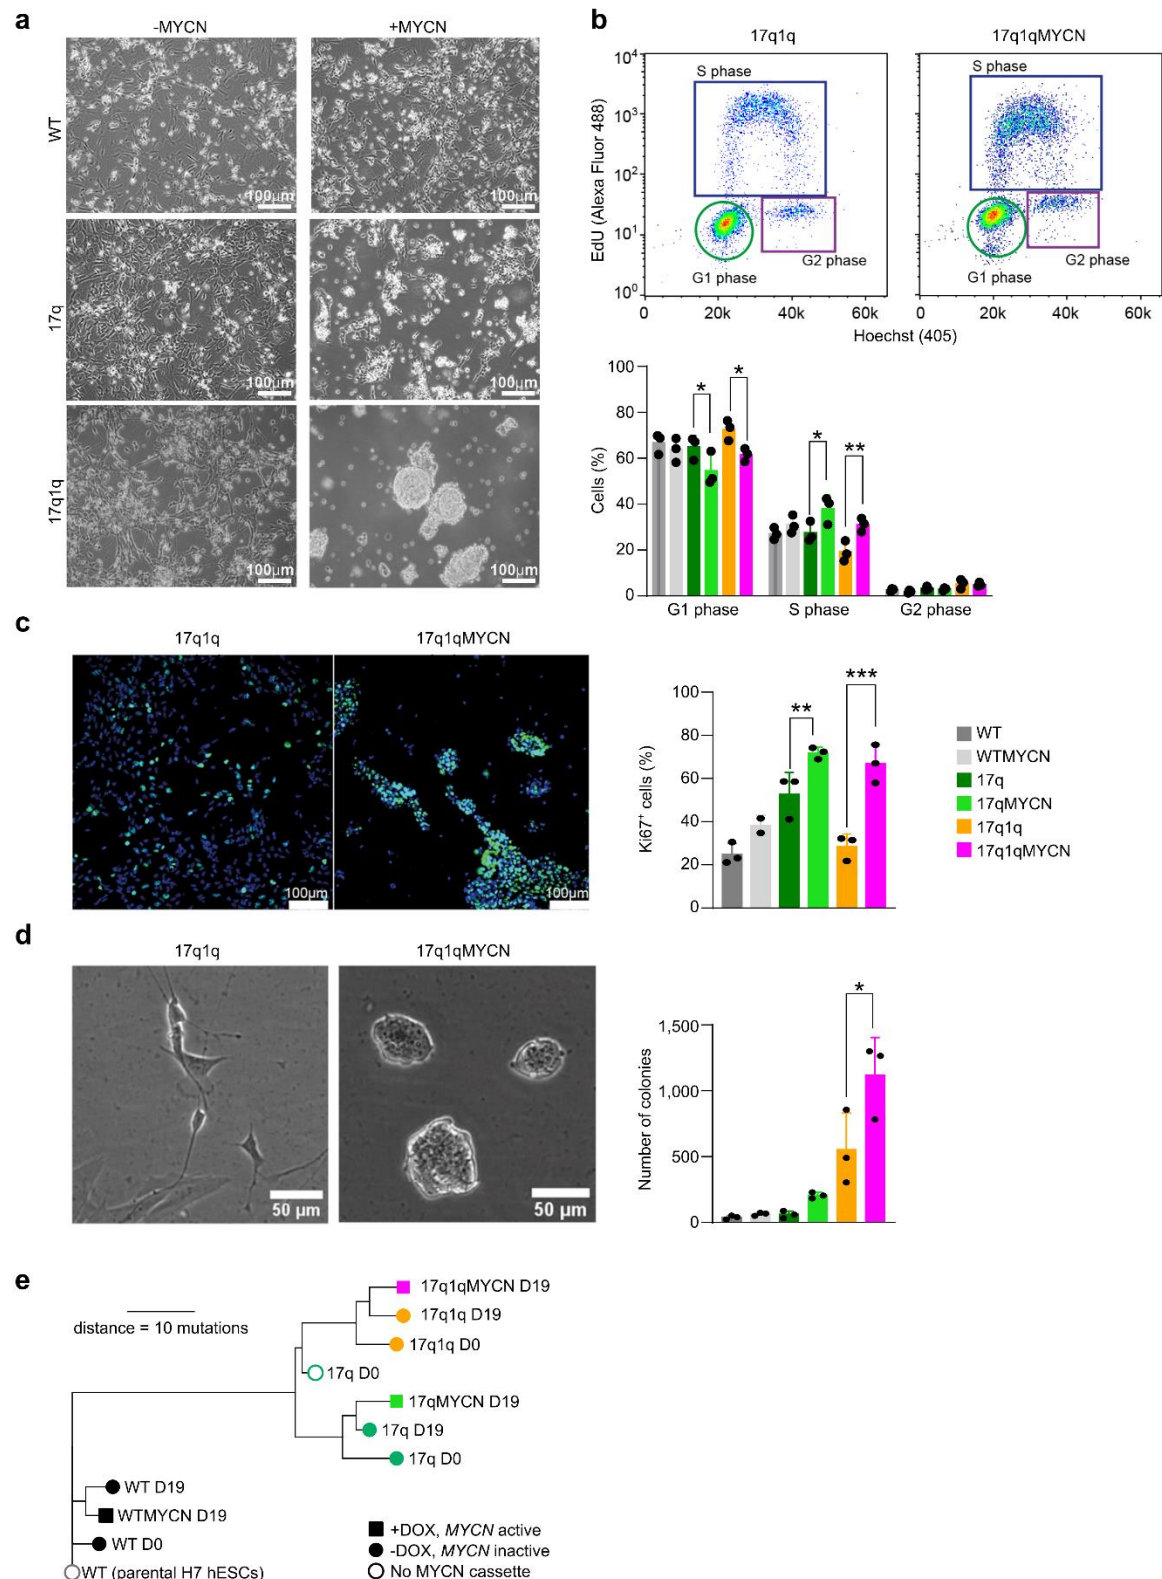 a
-MYCN
+MYCN
WT
100µm
100µm
17q
100µm
100µm
17q1q
100µm
100µm
b
17q1q
17q1qMYCN
EdU (Alexa Fluor 488)
10⁴
10³
10²
10¹
10⁰
S phase
G1 phase
G2 phase
S phase
G1 phase
G2 phase
0
20k
40k
60k
0
20k
40k
60k
Hoechst (405)
Cells (%)
100
80
60
40
20
0
*
*
*
**
G1 phase
S phase
G2 phase
c
17q1q
17q1qMYCN
100µm
100µm
Ki67⁺ cells (%)
100
80
60
40
20
0
**
***
WT
WTMYCN
17q
17qMYCN
17q1q
17q1qMYCN
d
17q1q
17q1qMYCN
50 µm
50 µm
Number of colonies
1,500
1,000
500
0
*
e
distance = 10 mutations
17q1qMYCN D19
17q1q D19
17q1q D0
17q D0
17qMYCN D19
17q D19
17q D0
WT D19
WTMYCN D19
WT D0
WT (parental H7 hESCs)
+DOX, MYCN active
-DOX, MYCN inactive
No MYCN cassette